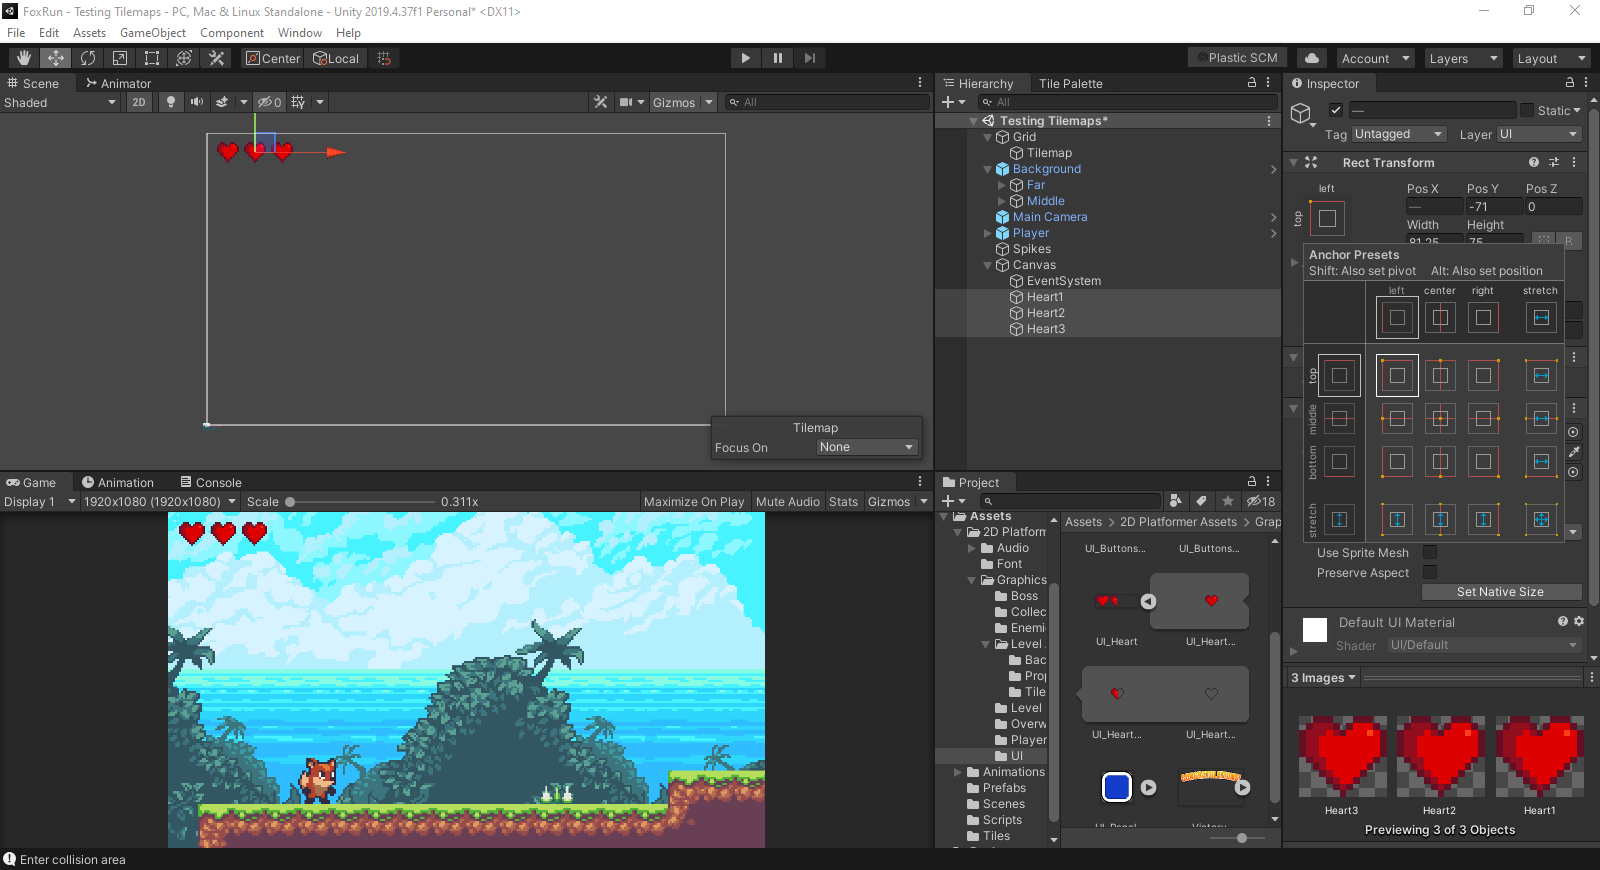 FoxRun - Testing Tilemaps - PC, Mac & Linux Standalone - Unity 2019.4.37f1 Personal* <DX11>
File Edit Assets GameObject Component Window Help
Center Local Plastic SCM Account Layers Layout
Scene Animator
Shaded 2D 0 Gizmos All
Tilemap
Focus On None
Hierarchy Tile Palette
All
Testing Tilemaps*
Grid
Tilemap
Background
Far
Middle
Main Camera
Player
Spikes
Canvas
EventSystem
Heart1
Heart2
Heart3
Inspector
— Static
Tag Untagged Layer UI
Rect Transform
left Pos X Pos Y Pos Z
top — -71 0
Width Height
81.25 75 R
Anchor Presets
Shift: Also set pivot Alt: Also set position
left center right stretch
top
middle
bottom
stretch
Use Sprite Mesh
Preserve Aspect
Set Native Size
Default UI Material
Shader UI/Default
3 Images
Heart3 Heart2 Heart1
Previewing 3 of 3 Objects
Game Animation Console
Display 1 1920x1080 (1920x1080) Scale 0.311x Maximize On Play Mute Audio Stats Gizmos
Project
18
Assets
2D Platform
Audio
Font
Graphics
Boss
Collec
Enemie
Level
Bac
Prop
Tile
Level
Overw
Player
UI
Animations
Prefabs
Scenes
Scripts
Tiles
Assets > 2D Platformer Assets > Grap
UI_Buttons... UI_Buttons...
UI_Heart UI_Heart...
UI_Heart... UI_Heart...
UI_Panel Victory
Enter collision area